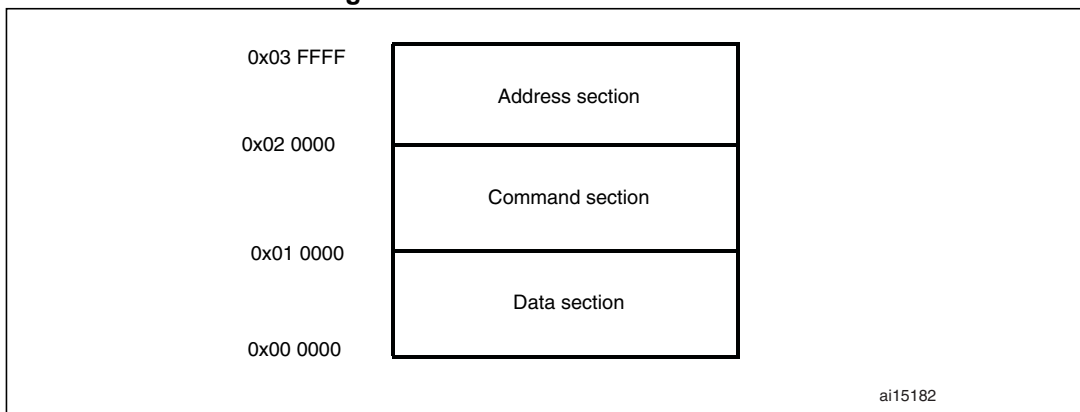 0x03 FFFF
Address section
0x02 0000
Command section
0x01 0000
Data section
0x00 0000
ai15182